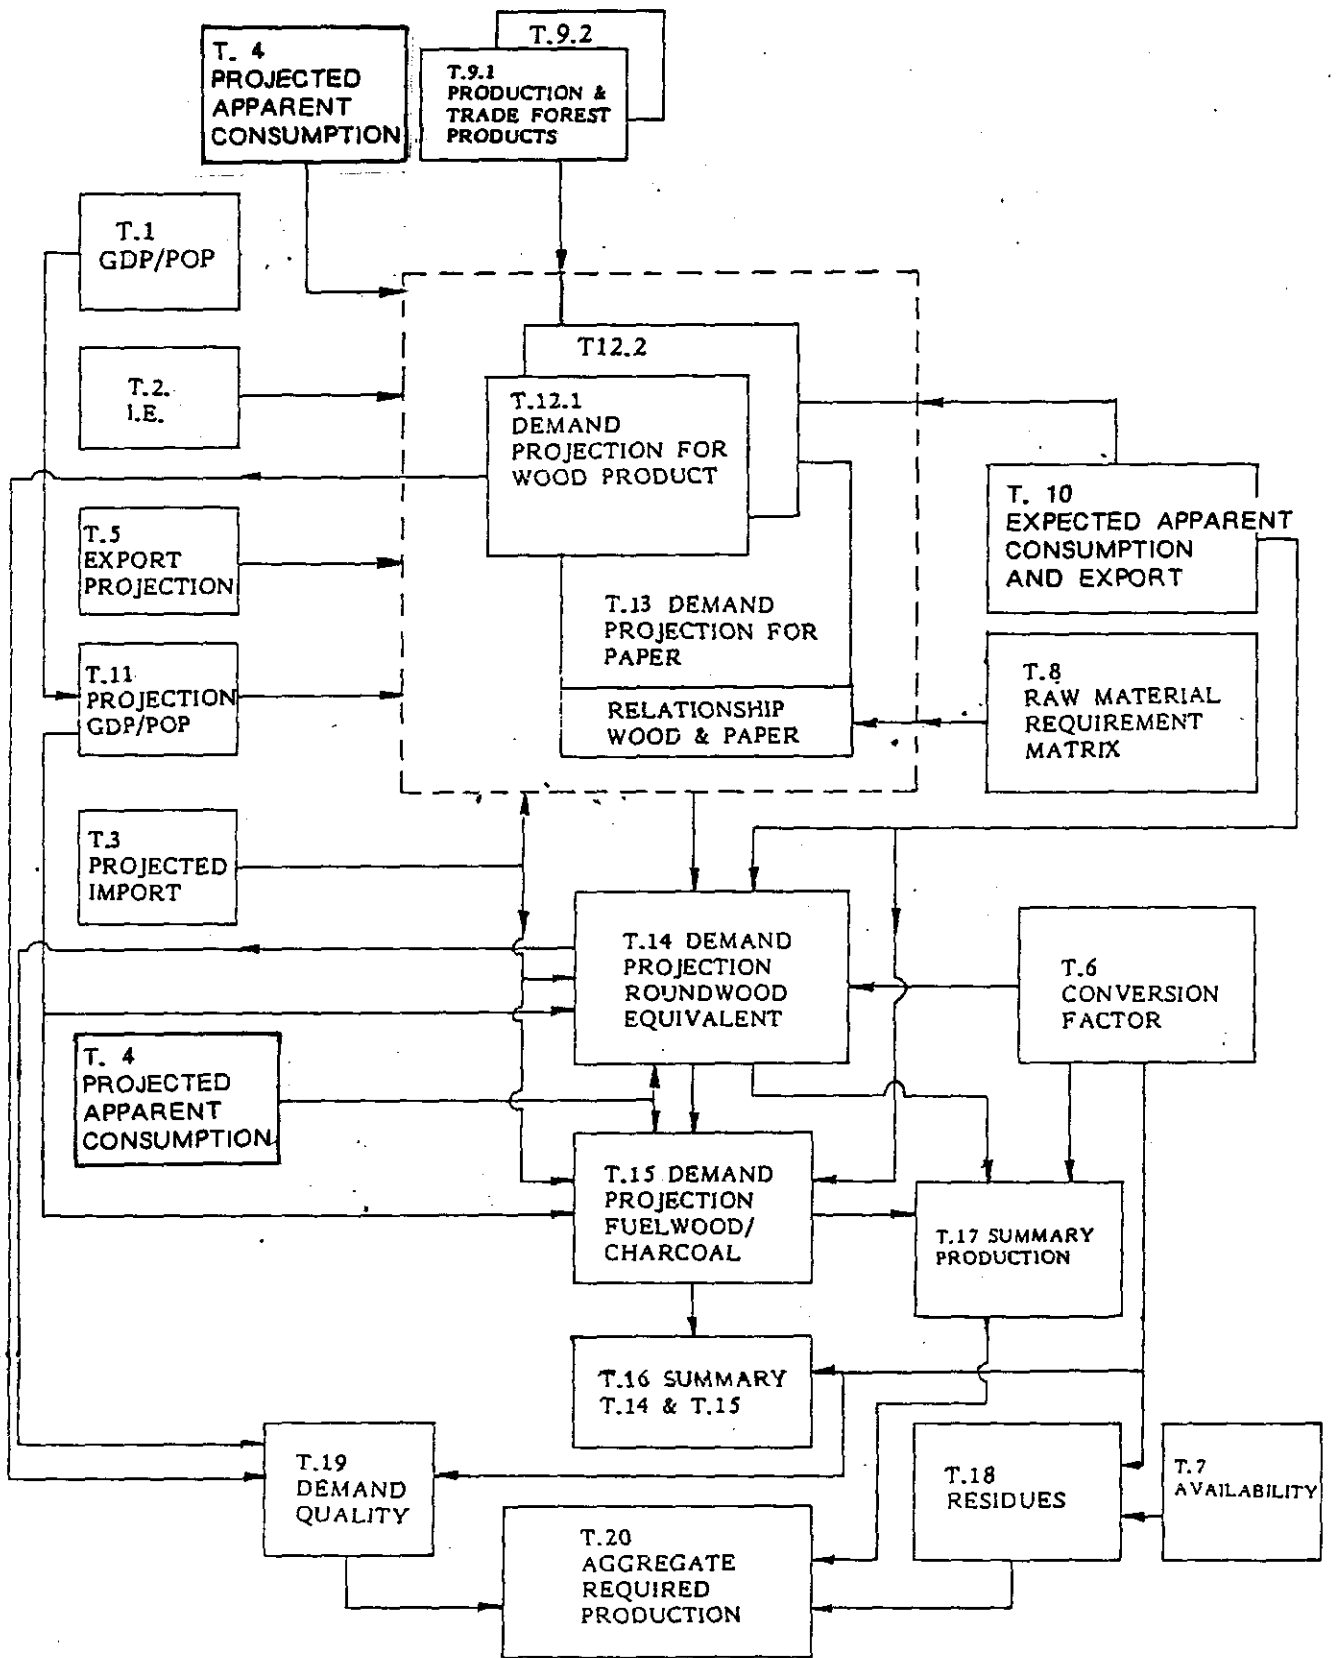 T. 4
PROJECTED
APPARENT
CONSUMPTION
T.9.2
T.9.1
PRODUCTION &
TRADE FOREST
PRODUCTS
T.1
GDP/POP
T.2.
I.E.
T12.2
T.12.1
DEMAND
PROJECTION FOR
WOOD PRODUCT
T. 10
EXPECTED APPARENT
CONSUMPTION
AND EXPORT
T.5
EXPORT
PROJECTION
T.13 DEMAND
PROJECTION FOR
PAPER
T.11
PROJECTION
GDP/POP
RELATIONSHIP
WOOD & PAPER
T.8
RAW MATERIAL
REQUIREMENT
MATRIX
T.3
PROJECTED
IMPORT
T.14 DEMAND
PROJECTION
ROUNDWOOD
EQUIVALENT
T.6
CONVERSION
FACTOR
T. 4
PROJECTED
APPARENT
CONSUMPTION
T.15 DEMAND
PROJECTION
FUELWOOD/
CHARCOAL
T.17 SUMMARY
PRODUCTION
T.16 SUMMARY
T.14 & T.15
T.19
DEMAND
QUALITY
T.18
RESIDUES
T.7
AVAILABILITY
T.20
AGGREGATE
REQUIRED
PRODUCTION